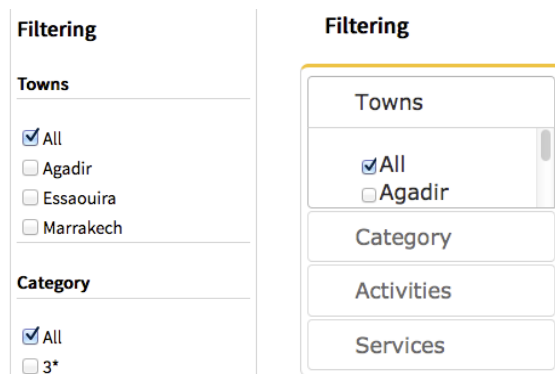 Filtering
Towns
All
Agadir
Essaouira
Marrakech
Category
All
3*
Filtering
Towns
All
Agadir
Category
Activities
Services